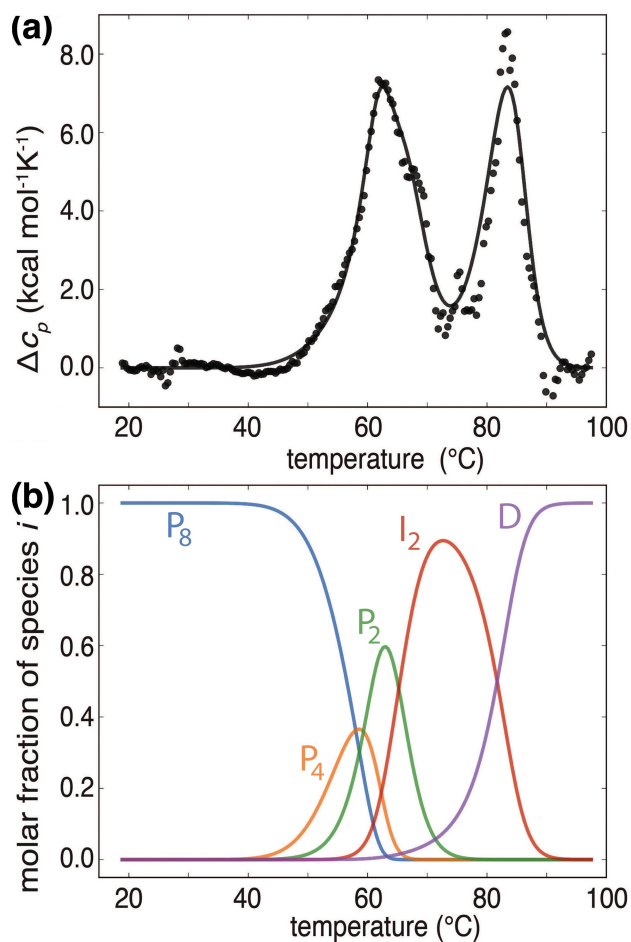 (a)
8.0
6.0
4.0
2.0
0.0
Δcₚ (kcal mol⁻¹K⁻¹)
20 40 60 80 100
temperature (°C)
(b)
1.0
0.8
0.6
0.4
0.2
0.0
molar fraction of species i
P₈
P₄
P₂
I₂
D
20 40 60 80 100
temperature (°C)